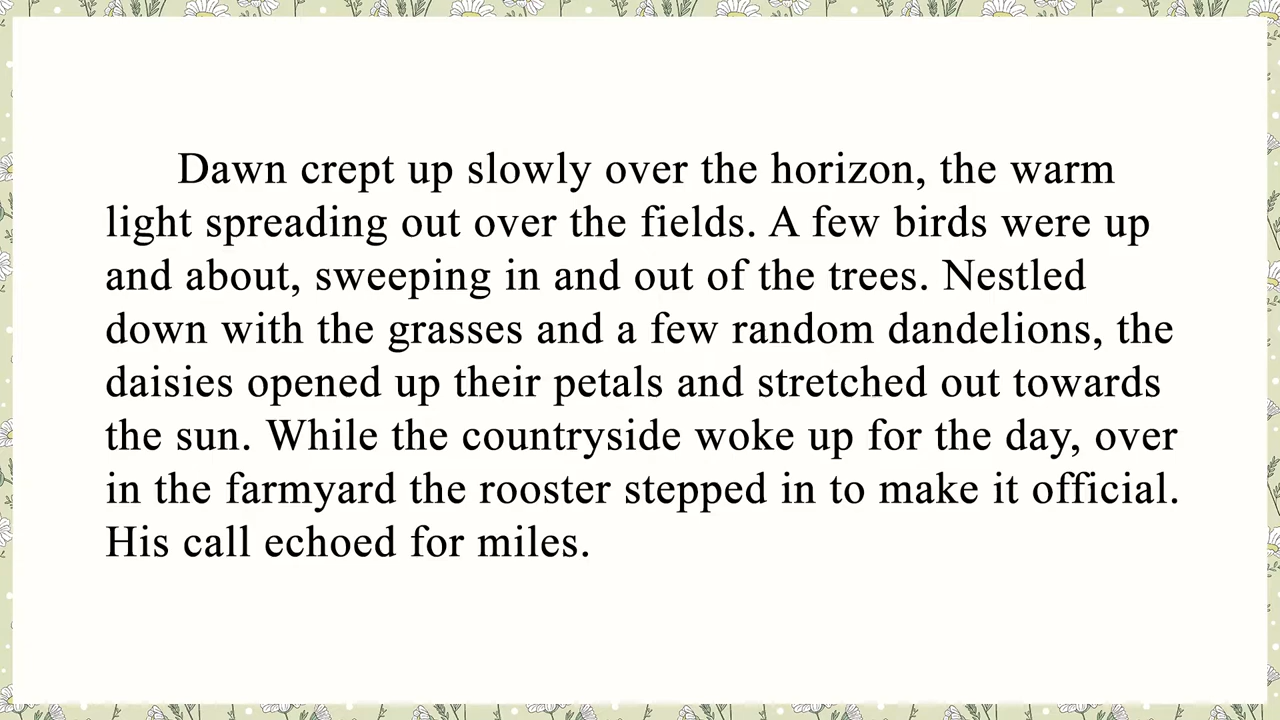 Dawn crept up slowly over the horizon, the warm
light spreading out over the fields. A few birds were up
and about, sweeping in and out of the trees. Nestled
down with the grasses and a few random dandelions, the
daisies opened up their petals and stretched out towards
the sun. While the countryside woke up for the day, over
in the farmyard the rooster stepped in to make it official.
His call echoed for miles.